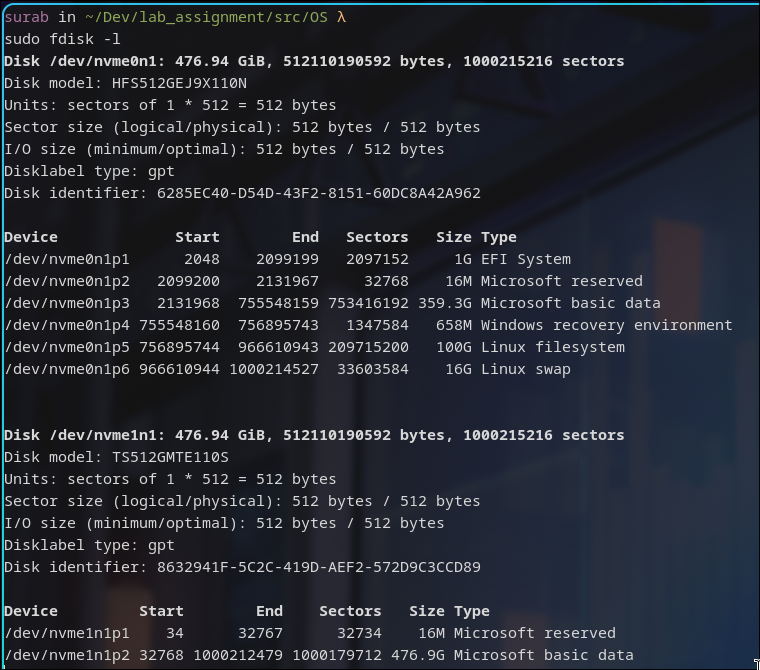 surab in ~/Dev/lab_assignment/src/OS λ
sudo fdisk -l
Disk /dev/nvme0n1: 476.94 GiB, 512110190592 bytes, 1000215216 sectors
Disk model: HFS512GEJ9X110N
Units: sectors of 1 * 512 = 512 bytes
Sector size (logical/physical): 512 bytes / 512 bytes
I/O size (minimum/optimal): 512 bytes / 512 bytes
Disklabel type: gpt
Disk identifier: 6285EC40-D54D-43F2-8151-60DC8A42A962
Device Start End Sectors Size Type
/dev/nvme0n1p1 2048 2099199 2097152 1G EFI System
/dev/nvme0n1p2 2099200 2131967 32768 16M Microsoft reserved
/dev/nvme0n1p3 2131968 755548159 753416192 359.3G Microsoft basic data
/dev/nvme0n1p4 755548160 756895743 1347584 658M Windows recovery environment
/dev/nvme0n1p5 756895744 966610943 209715200 100G Linux filesystem
/dev/nvme0n1p6 966610944 1000214527 33603584 16G Linux swap
Disk /dev/nvme1n1: 476.94 GiB, 512110190592 bytes, 1000215216 sectors
Disk model: TS512GMTE110S
Units: sectors of 1 * 512 = 512 bytes
Sector size (logical/physical): 512 bytes / 512 bytes
I/O size (minimum/optimal): 512 bytes / 512 bytes
Disklabel type: gpt
Disk identifier: 8632941F-5C2C-419D-AEF2-572D9C3CCD89
Device Start End Sectors Size Type
/dev/nvme1n1p1 34 32767 32734 16M Microsoft reserved
/dev/nvme1n1p2 32768 1000212479 1000179712 476.9G Microsoft basic data